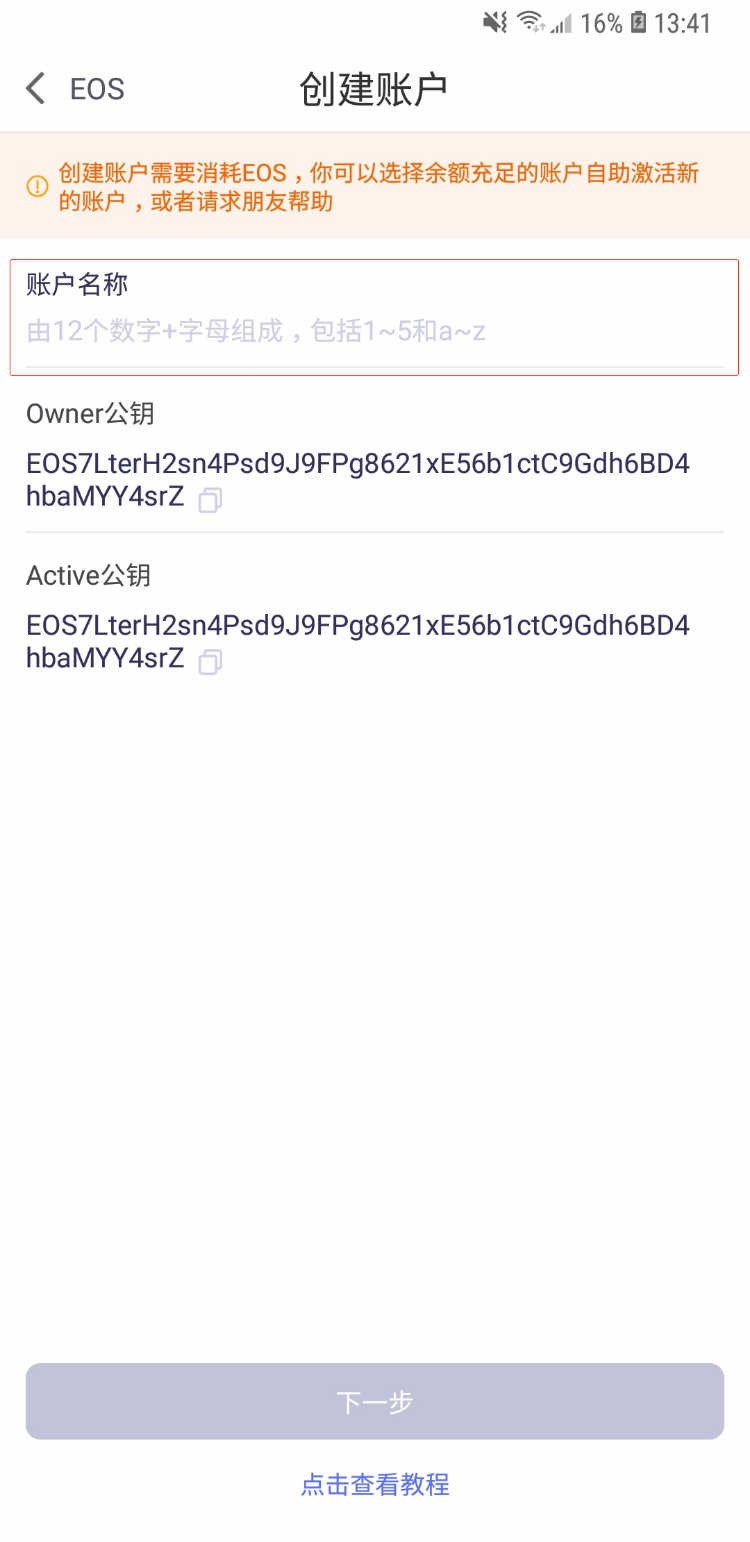 16% 13:41
EOS 创建账户
创建账户需要消耗EOS，你可以选择余额充足的账户自助激活新
的账户，或者请求朋友帮助
账户名称
由12个数字+字母组成，包括1~5和a~z
Owner公钥
EOS7LterH2sn4Psd9J9FPg8621xE56b1ctC9Gdh6BD4
hbaMYY4srZ
Active公钥
EOS7LterH2sn4Psd9J9FPg8621xE56b1ctC9Gdh6BD4
hbaMYY4srZ
下一步
点击查看教程